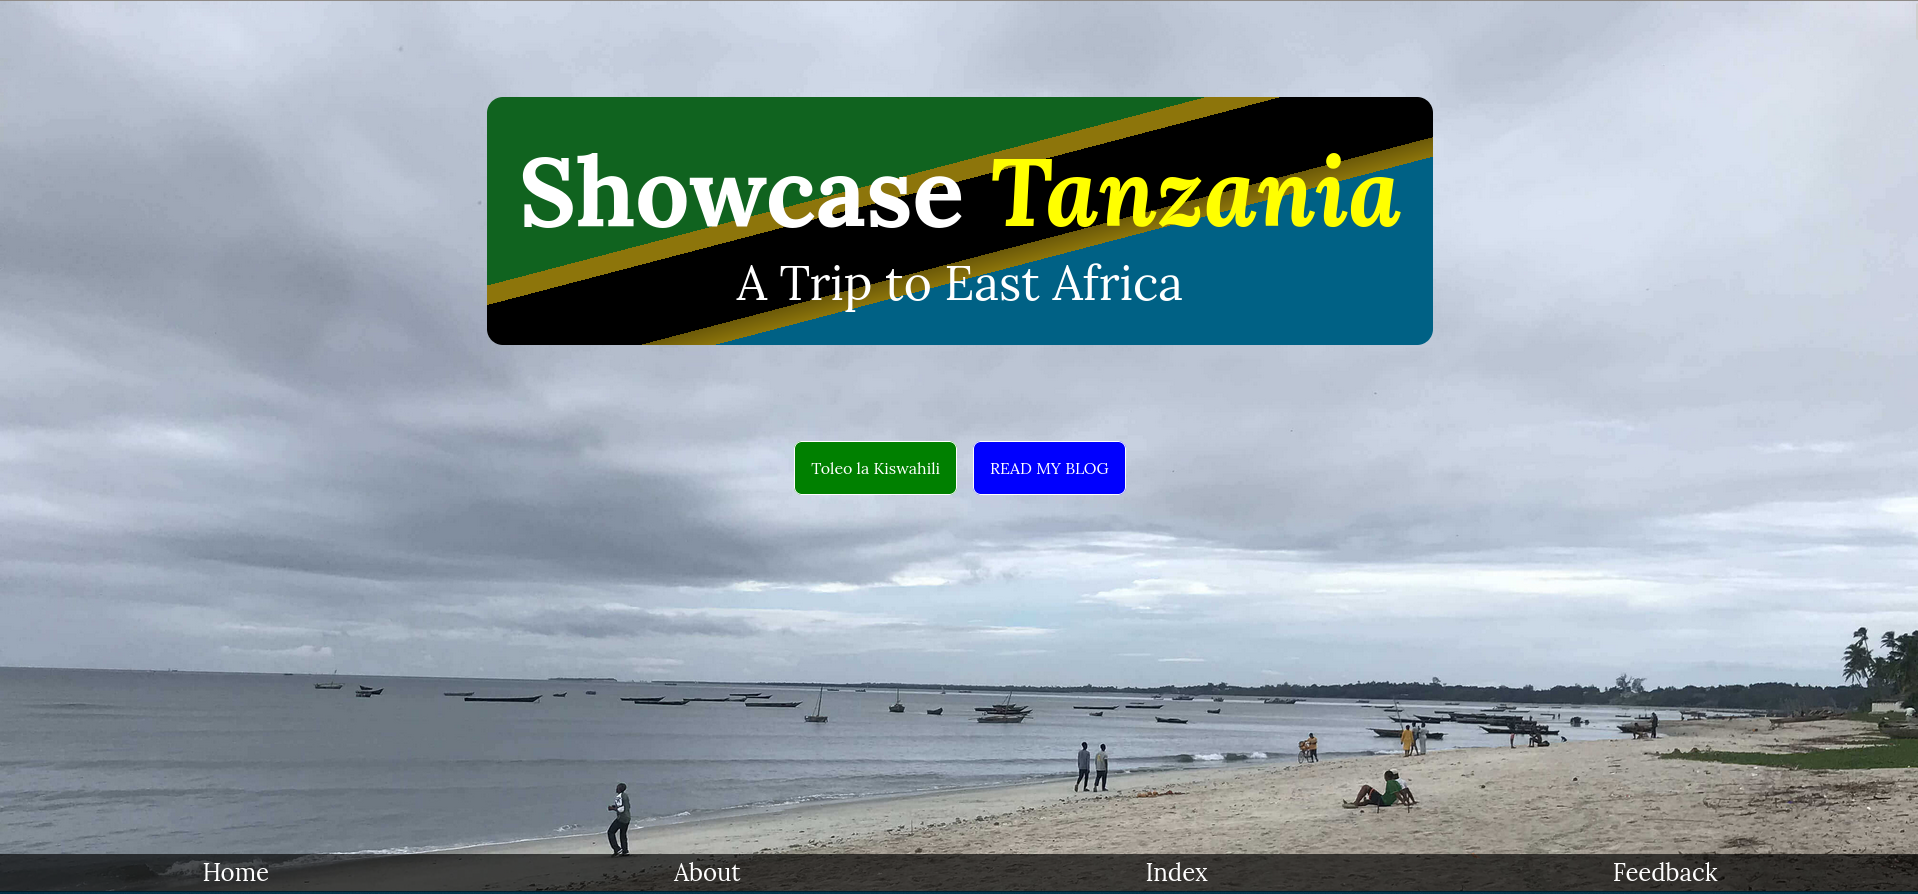 Showcase Tanzania
A Trip to East Africa
Toleo la Kiswahili
READ MY BLOG
Home
About
Index
Feedback